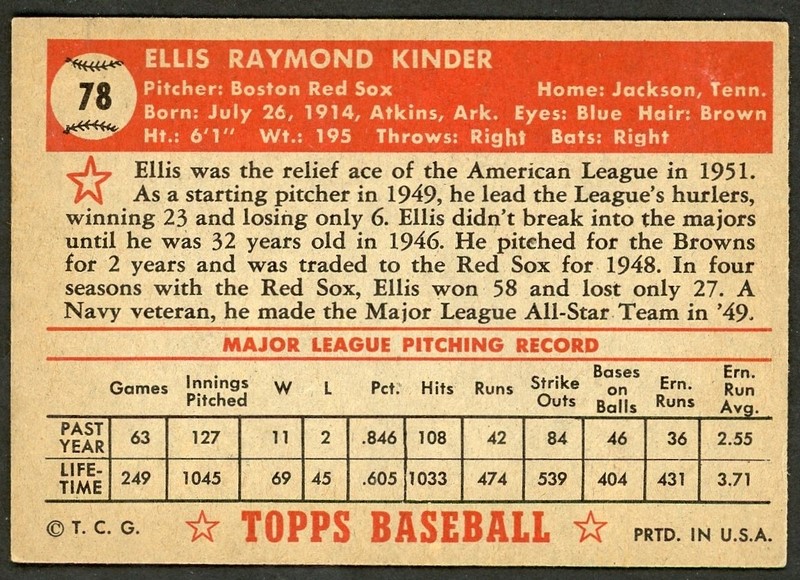 78
ELLIS RAYMOND KINDER
Pitcher: Boston Red Sox Home: Jackson, Tenn.
Born: July 26, 1914, Atkins, Ark. Eyes: Blue Hair: Brown
Ht.: 6'1" Wt.: 195 Throws: Right Bats: Right
Ellis was the relief ace of the American League in 1951.
As a starting pitcher in 1949, he lead the League's hurlers,
winning 23 and losing only 6. Ellis didn't break into the majors
until he was 32 years old in 1946. He pitched for the Browns
for 2 years and was traded to the Red Sox for 1948. In four
seasons with the Red Sox, Ellis won 58 and lost only 27. A
Navy veteran, he made the Major League All-Star Team in '49.
MAJOR LEAGUE PITCHING RECORD
Games Innings Pitched W L Pct. Hits Runs Strike Outs Bases on Balls Ern. Runs Ern. Run Avg.
PAST YEAR 63 127 11 2 .846 108 42 84 46 36 2.55
LIFE-TIME 249 1045 69 45 .605 1033 474 539 404 431 3.71
© T. C. G. TOPPS BASEBALL PRTD. IN U.S.A.